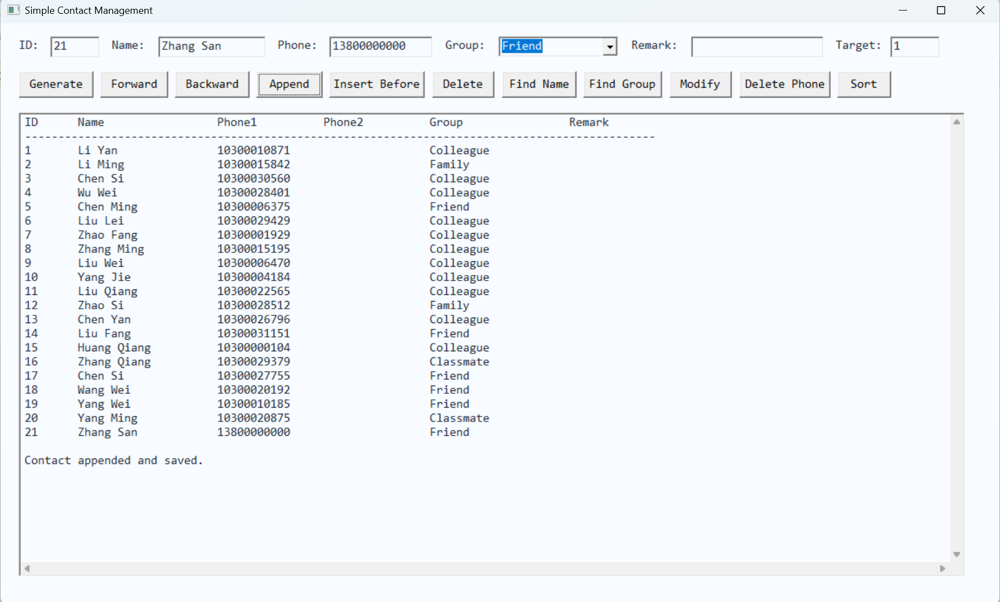 Simple Contact Management
ID: 21 Name: Zhang San Phone: 13800000000 Group: Friend Remark: Target: 1
Generate Forward Backward Append Insert Before Delete Find Name Find Group Modify Delete Phone Sort
ID Name Phone1 Phone2 Group Remark
-----------------------------------------------------------------------------------------------
1 Li Yan 10300010871 Colleague
2 Li Ming 10300015842 Family
3 Chen Si 10300030560 Colleague
4 Wu Wei 10300028401 Colleague
5 Chen Ming 10300006375 Friend
6 Liu Lei 10300029429 Colleague
7 Zhao Fang 10300001929 Colleague
8 Zhang Ming 10300015195 Colleague
9 Liu Wei 10300006470 Colleague
10 Yang Jie 10300004184 Colleague
11 Liu Qiang 10300022565 Colleague
12 Zhao Si 10300028512 Family
13 Chen Yan 10300026796 Colleague
14 Liu Fang 10300031151 Friend
15 Huang Qiang 10300000104 Colleague
16 Zhang Qiang 10300029379 Classmate
17 Chen Si 10300027755 Friend
18 Wang Wei 10300020192 Friend
19 Yang Wei 10300010185 Friend
20 Yang Ming 10300020875 Classmate
21 Zhang San 13800000000 Friend
Contact appended and saved.